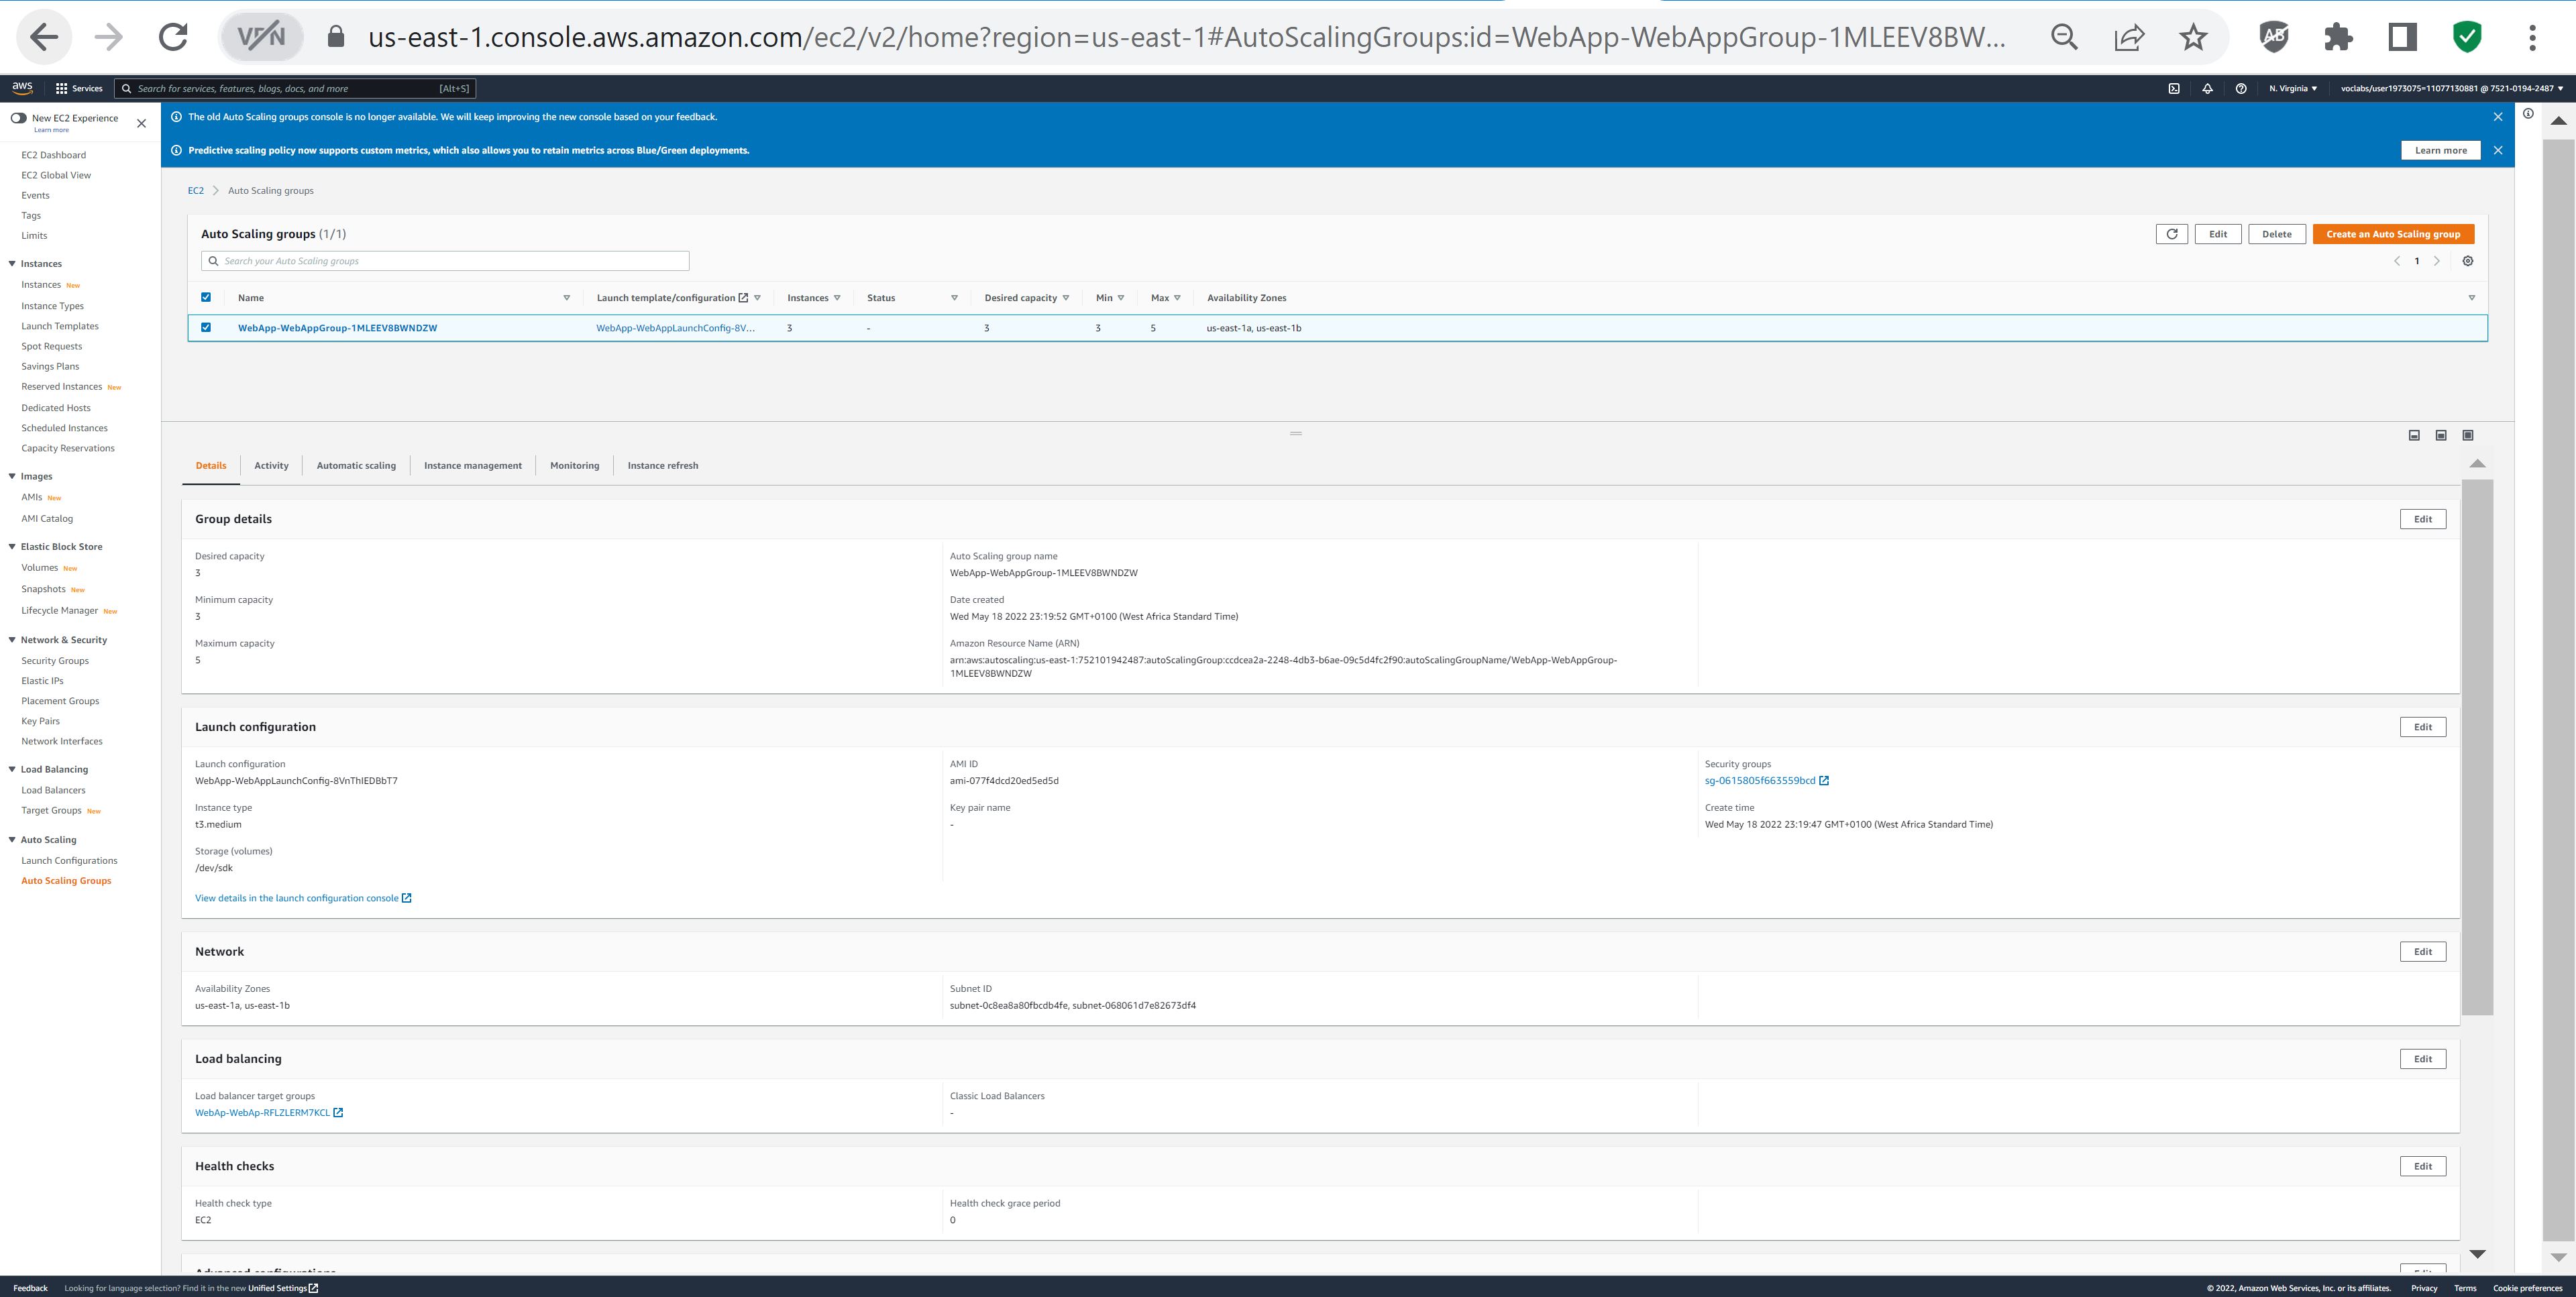 VPN
us-east-1.console.aws.amazon.com/ec2/v2/home?region=us-east-1#AutoScalingGroups:id=WebApp-WebAppGroup-1MLEEV8BW...
AB
aws
Services
Search for services, features, blogs, docs, and more
[Alt+S]
N. Virginia
voclabs/user1973075=11077130881 @ 7521-0194-2487
New EC2 Experience
Learn more
EC2 Dashboard
EC2 Global View
Events
Tags
Limits
Instances
Instances New
Instance Types
Launch Templates
Spot Requests
Savings Plans
Reserved Instances New
Dedicated Hosts
Scheduled Instances
Capacity Reservations
Images
AMIs New
AMI Catalog
Elastic Block Store
Volumes New
Snapshots New
Lifecycle Manager New
Network & Security
Security Groups
Elastic IPs
Placement Groups
Key Pairs
Network Interfaces
Load Balancing
Load Balancers
Target Groups New
Auto Scaling
Launch Configurations
Auto Scaling Groups
The old Auto Scaling groups console is no longer available. We will keep improving the new console based on your feedback.
Predictive scaling policy now supports custom metrics, which also allows you to retain metrics across Blue/Green deployments.
Learn more
EC2 > Auto Scaling groups
Auto Scaling groups (1/1)
Edit
Delete
Create an Auto Scaling group
Search your Auto Scaling groups
1
Name Launch template/configuration Instances Status Desired capacity Min Max Availability Zones
WebApp-WebAppGroup-1MLEEV8BWNDZW WebApp-WebAppLaunchConfig-8V... 3 - 3 3 5 us-east-1a, us-east-1b
Details Activity Automatic scaling Instance management Monitoring Instance refresh
Group details
Edit
Desired capacity
3
Minimum capacity
3
Maximum capacity
5
Auto Scaling group name
WebApp-WebAppGroup-1MLEEV8BWNDZW
Date created
Wed May 18 2022 23:19:52 GMT+0100 (West Africa Standard Time)
Amazon Resource Name (ARN)
arn:aws:autoscaling:us-east-1:752101942487:autoScalingGroup:ccdcea2a-2248-4db3-b6ae-09c5d4fc2f90:autoScalingGroupName/WebApp-WebAppGroup-
1MLEEV8BWNDZW
Launch configuration
Edit
Launch configuration
WebApp-WebAppLaunchConfig-8VnThIEDBbT7
Instance type
t3.medium
Storage (volumes)
/dev/sdk
View details in the launch configuration console
AMI ID
ami-077f4dcd20ed5ed5d
Key pair name
-
Security groups
sg-0615805f663559bcd
Create time
Wed May 18 2022 23:19:47 GMT+0100 (West Africa Standard Time)
Network
Edit
Availability Zones
us-east-1a, us-east-1b
Subnet ID
subnet-0c8ea8a80fbcdb4fe, subnet-068061d7e82673df4
Load balancing
Edit
Load balancer target groups
WebAp-WebAp-RFLZLERM7KCL
Classic Load Balancers
-
Health checks
Edit
Health check type
EC2
Health check grace period
0
Advanced configurations
Edit
Feedback
Looking for language selection? Find it in the new Unified Settings
© 2022, Amazon Web Services, Inc. or its affiliates.
Privacy
Terms
Cookie preferences